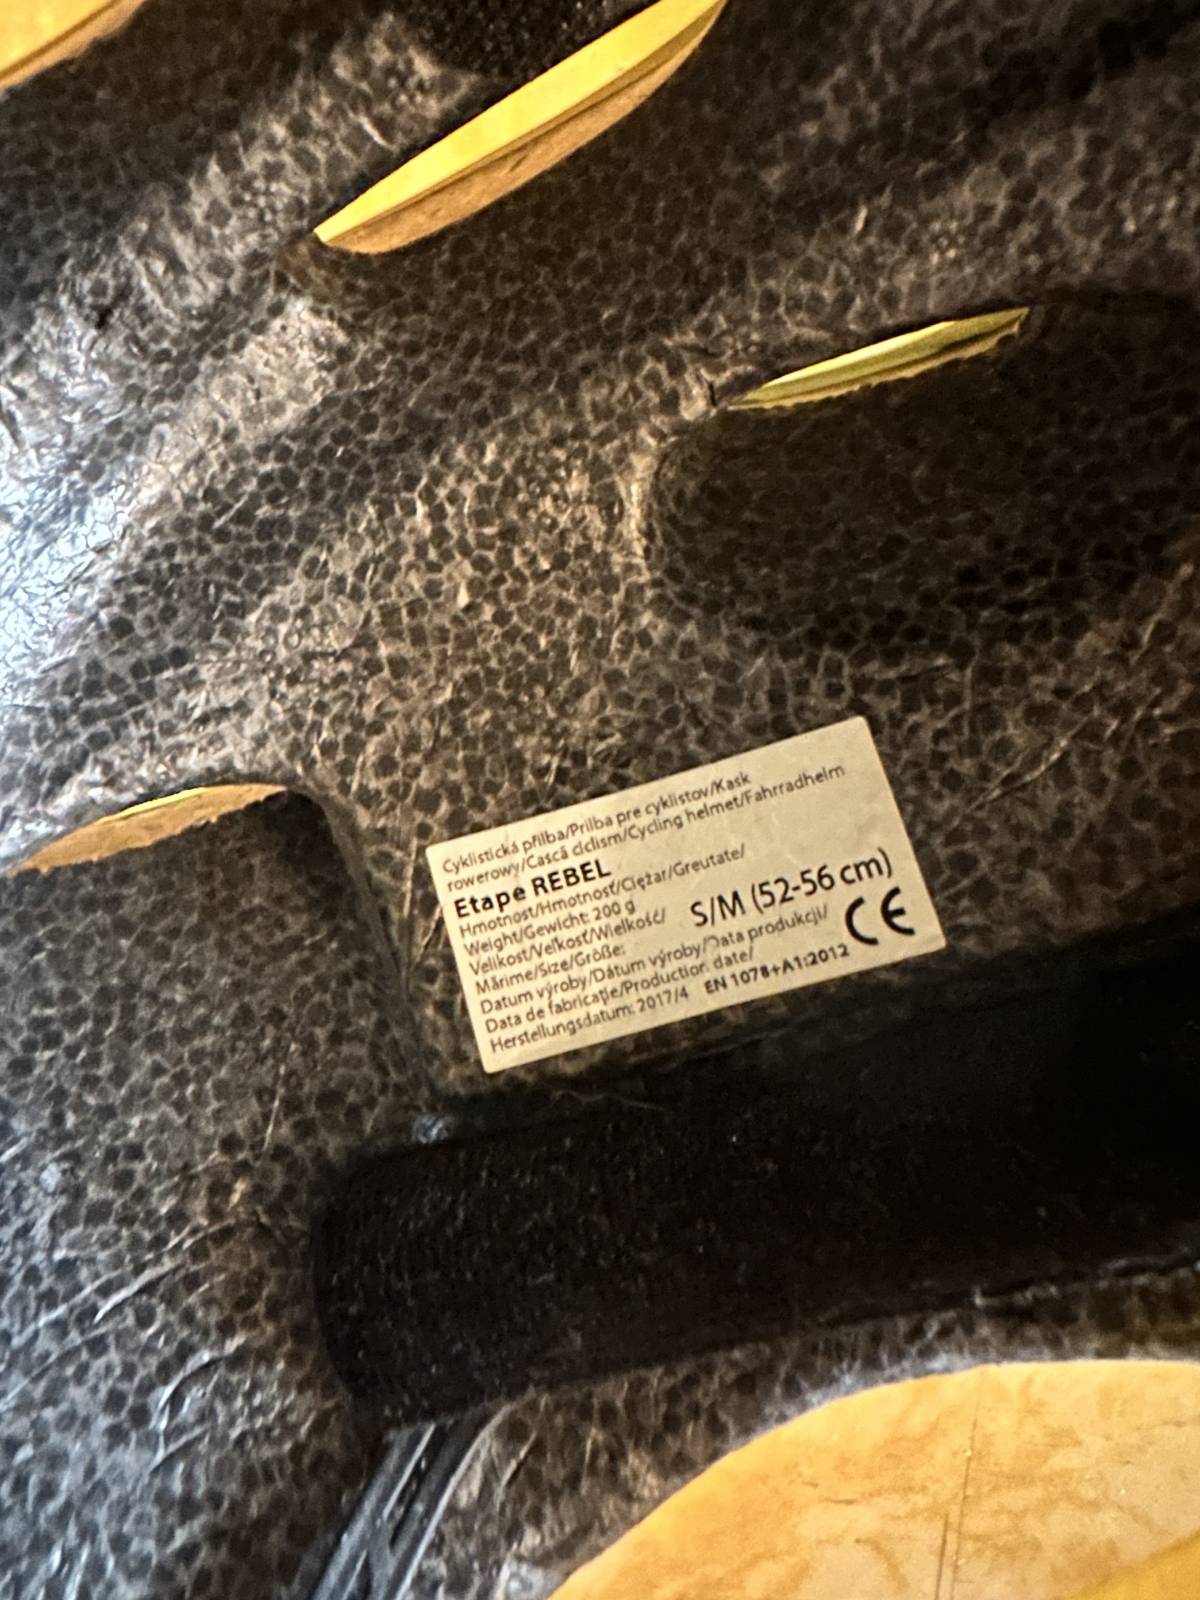 Cyklistická přilba/Prilba pre cyklistov/Kask
rowerowy/Cască ciclism/Cycling helmet/Fahrradhelm
Etape REBEL
Hmotnost/Hmotnosť/Ciężar/Greutate/
Weight/Gewicht: 200 g
Velikost/Veľkosť/Wielkość/
Mărime/Size/Größe:
S/M (52-56 cm)
Datum výroby/Dátum výroby/Data produkcji/
Data de fabricaţie/Production date/
Herstellungsdatum: 2017/4
EN 1078+A1:2012
CE